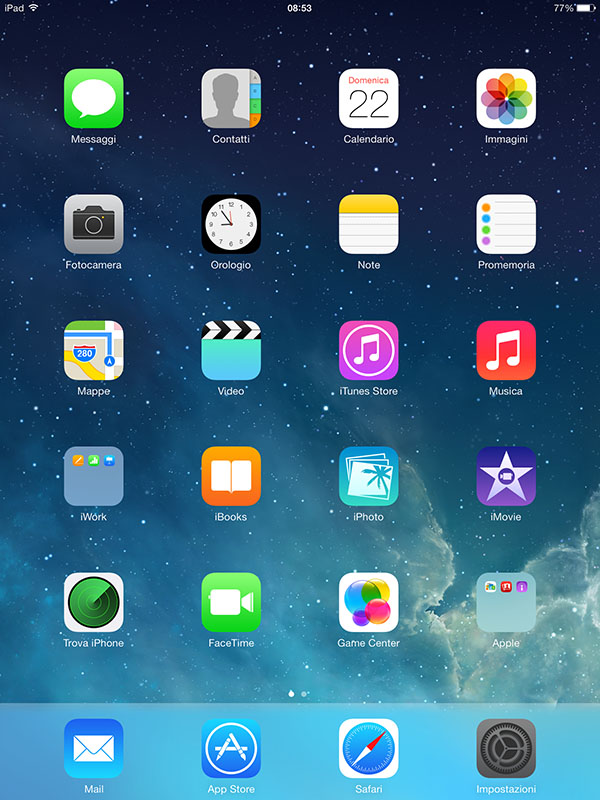 iPad 08:53 77%
Domenica
22
Messaggi Contatti Calendario Immagini
Fotocamera Orologio Note Promemoria
280
Mappe Video iTunes Store Musica
iWork iBooks iPhoto iMovie
Trova iPhone FaceTime Game Center Apple
Mail App Store Safari Impostazioni